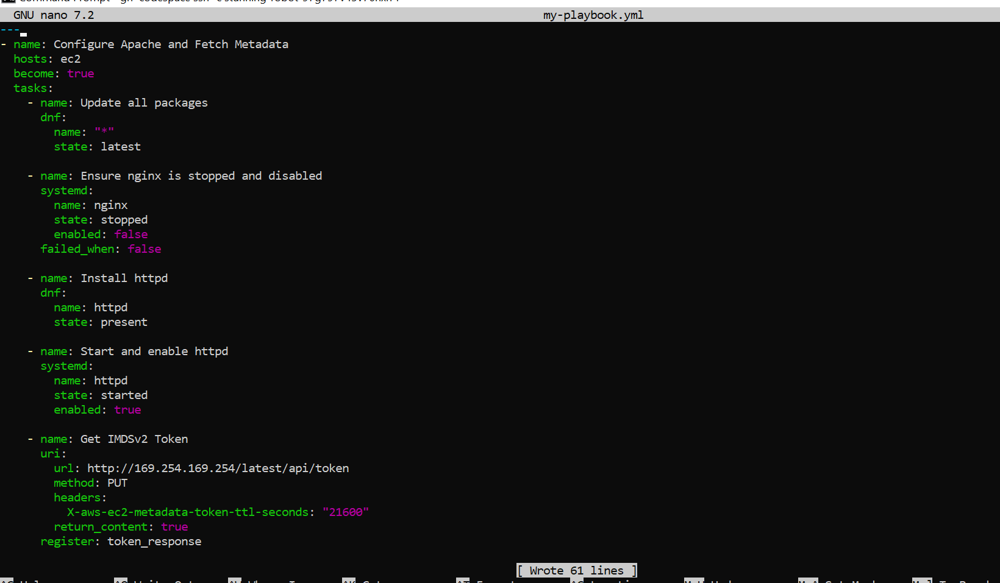 GNU nano 7.2 my-playbook.yml
---
- name: Configure Apache and Fetch Metadata
  hosts: ec2
  become: true
  tasks:
    - name: Update all packages
      dnf:
        name: "*"
        state: latest

    - name: Ensure nginx is stopped and disabled
      systemd:
        name: nginx
        state: stopped
        enabled: false
      failed_when: false

    - name: Install httpd
      dnf:
        name: httpd
        state: present

    - name: Start and enable httpd
      systemd:
        name: httpd
        state: started
        enabled: true

    - name: Get IMDSv2 Token
      uri:
        url: http://169.254.169.254/latest/api/token
        method: PUT
        headers:
          X-aws-ec2-metadata-token-ttl-seconds: "21600"
        return_content: true
      register: token_response

[ Wrote 61 lines ]